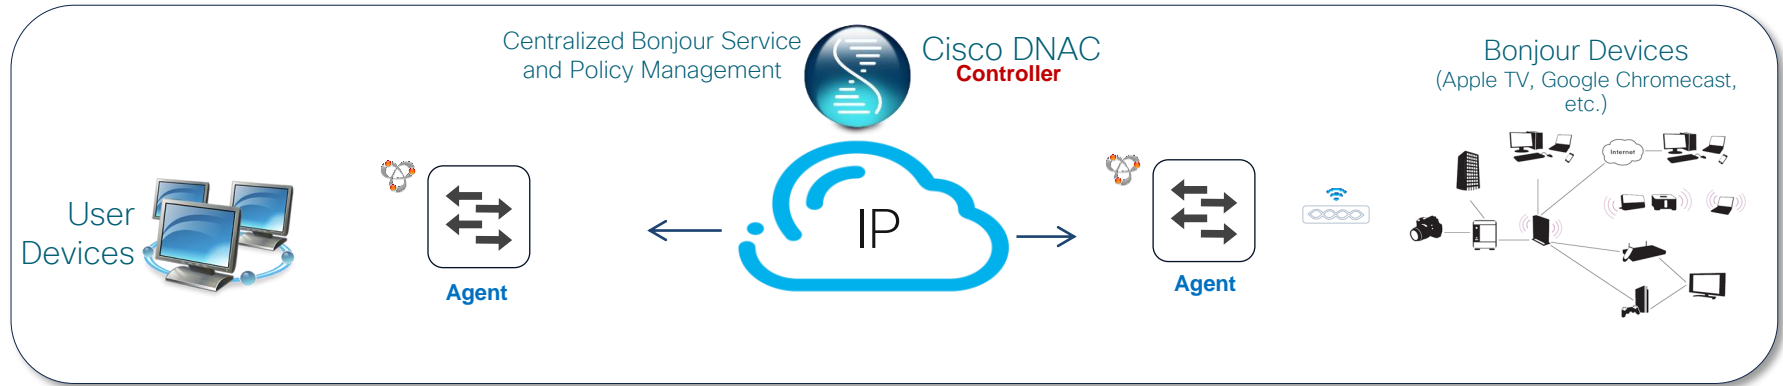 Centralized Bonjour Service
and Policy Management
Cisco DNAC
Controller
Bonjour Devices
(Apple TV, Google Chromecast,
etc.)
Internet
User
Devices
IP
Agent
Agent